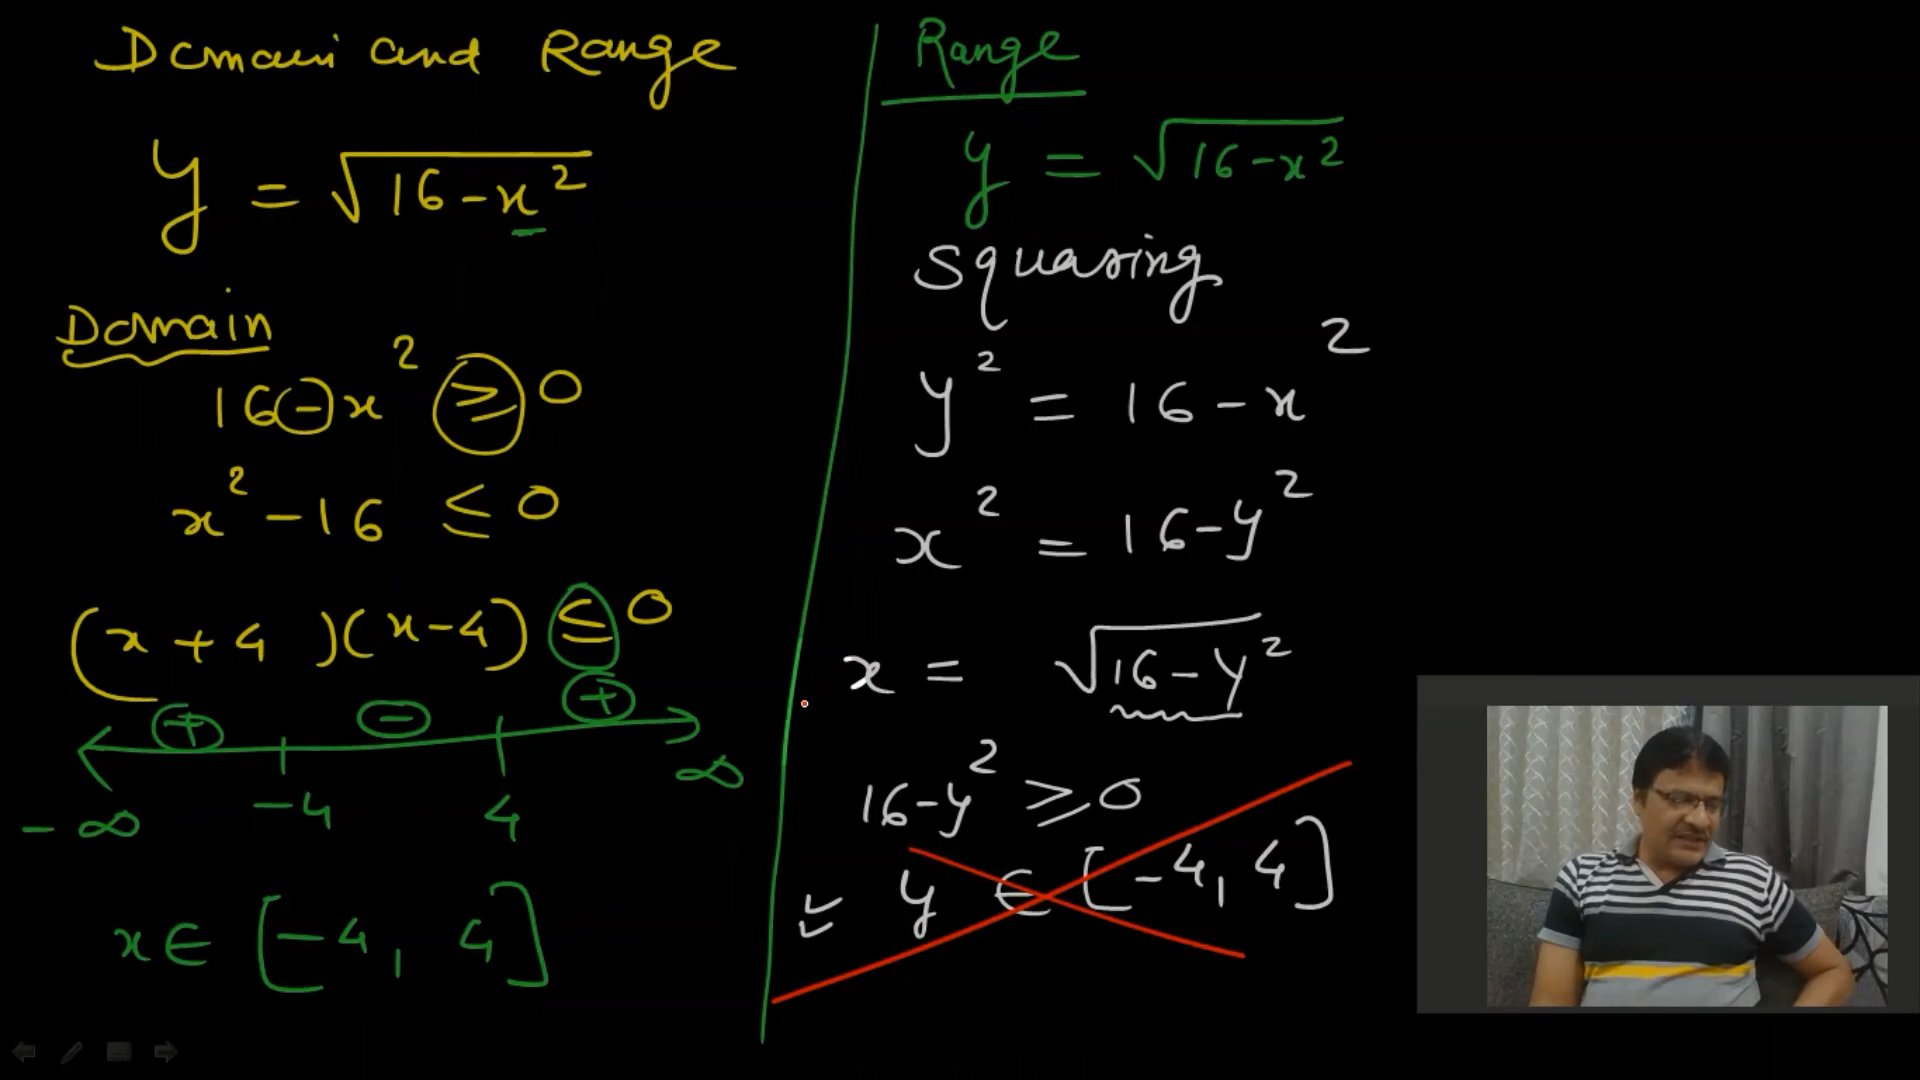 Domain and Range
y = √16-x²
Domain
16-x² ≥ 0
x²-16 ≤ 0
(x+4)(x-4) ≤ 0
+ - +
-∞ -4 4 ∞
x∈ [-4, 4]
Range
y = √16-x²
Squaring
y² = 16-x²
x² = 16-y²
x = √16-y²
16-y² ≥ 0
y ∈ [-4, 4]